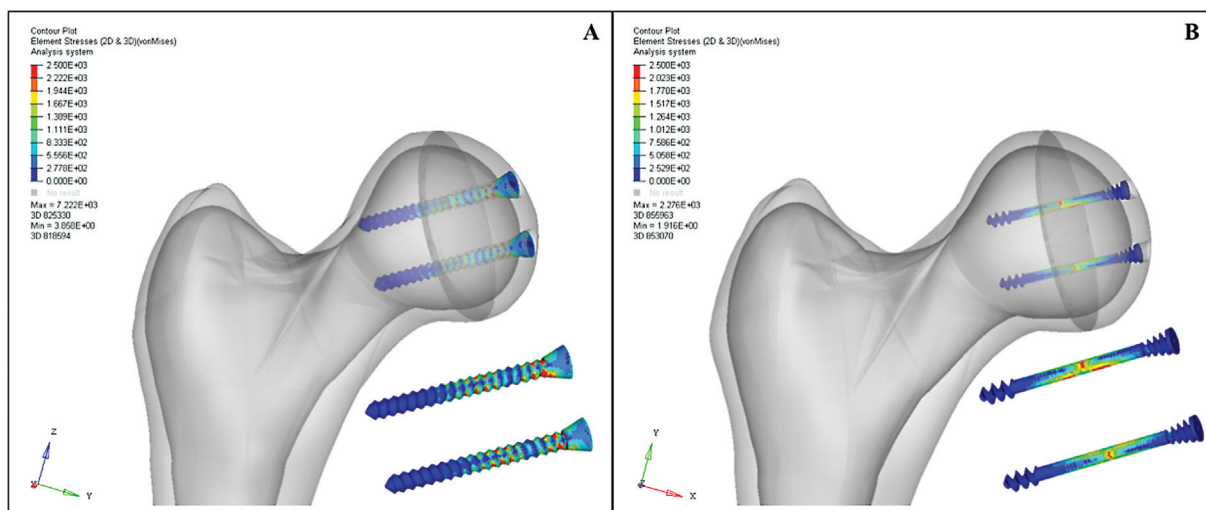 A
Contour Plot
Element Stresses (2D & 3D)(vonMises)
Analysis system
2.500E+03
2.222E+03
1.944E+03
1.667E+03
1.389E+03
1.111E+03
8.333E+02
5.556E+02
2.778E+02
0.000E+00
No result
Max = 7.222E+03
3D 825330
Min = 3.858E+00
3D 818594
Z
X
Y
B
Contour Plot
Element Stresses (2D & 3D)(vonMises)
Analysis system
2.500E+03
2.023E+03
1.770E+03
1.517E+03
1.264E+03
1.012E+03
7.586E+02
5.058E+02
2.529E+02
0.000E+00
No result
Max = 2.276E+03
3D 855963
Min = 1.916E+00
3D 853070
Y
Z
X